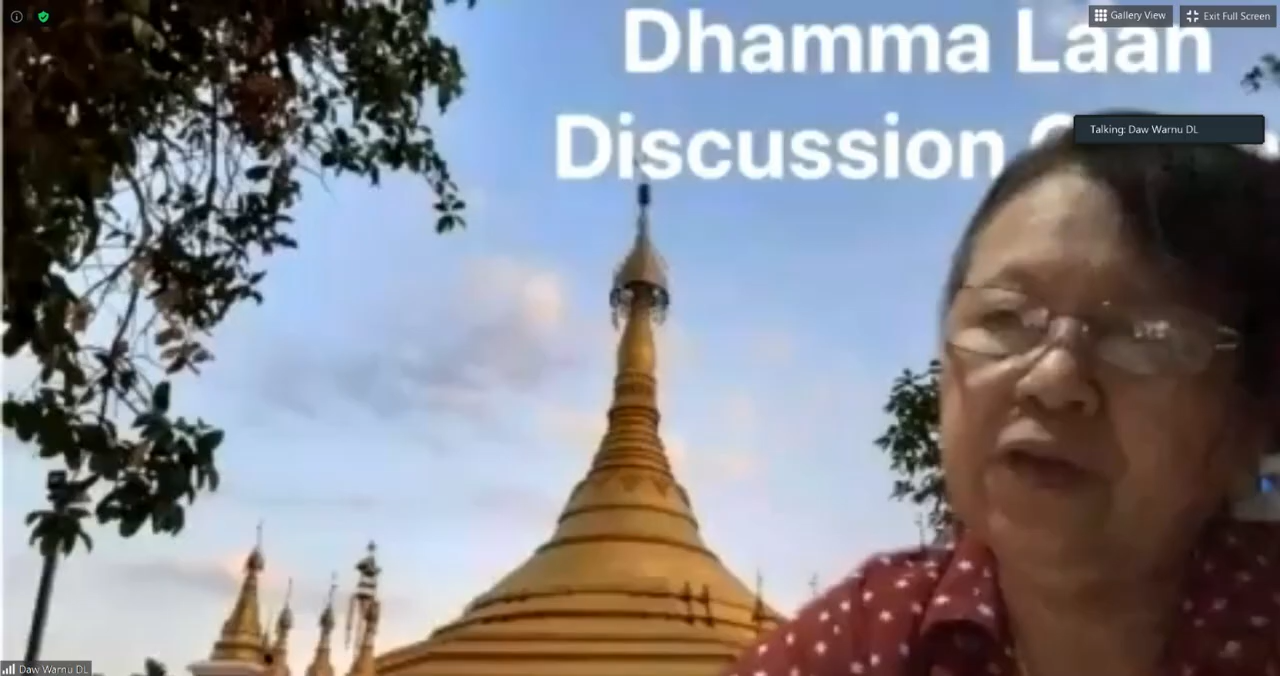 Gallery View
Exit Full Screen
Dhamma Laan
Discussion
Talking: Daw Warnu DL
Daw Warnu DL